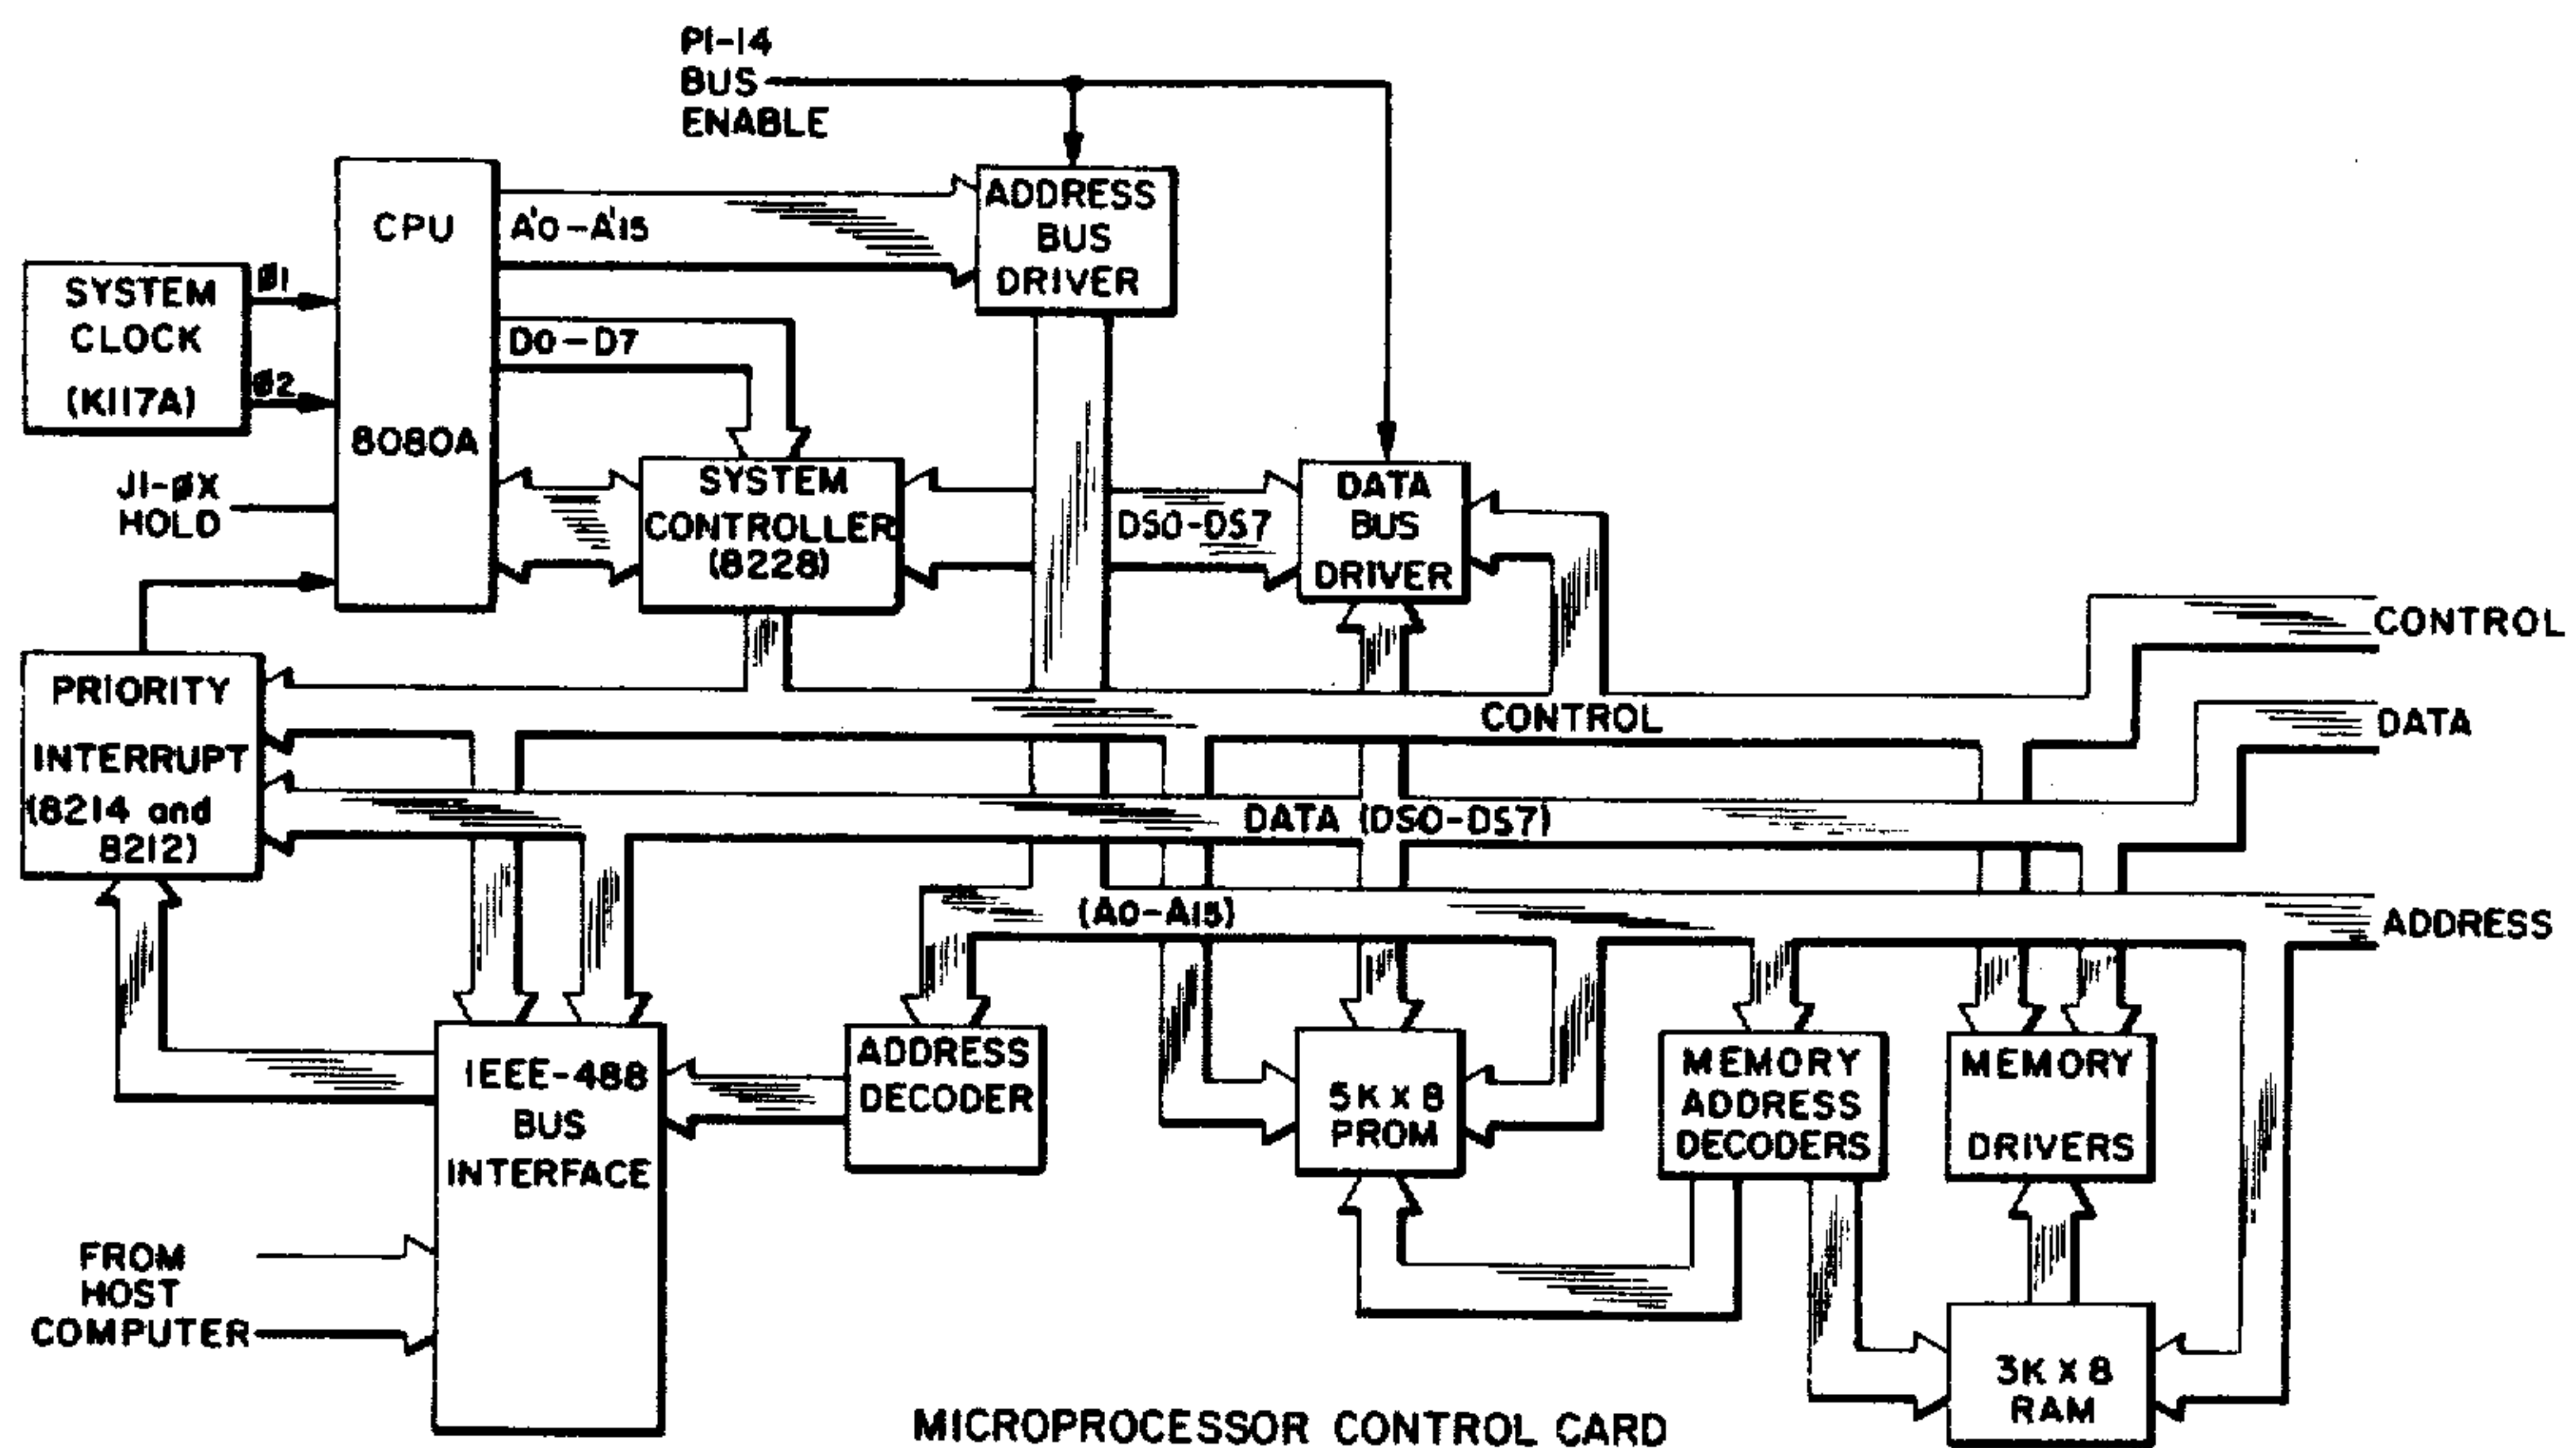 P1-14
BUS
ENABLE
CPU
8080A
A'0-A'15
D0-D7
ADDRESS
BUS
DRIVER
SYSTEM
CLOCK
(K117A)
Ø1
Ø2
J1-ØX
HOLD
SYSTEM
CONTROLLER
(8228)
DS0-DS7
DATA
BUS
DRIVER
CONTROL
DATA
ADDRESS
PRIORITY
INTERRUPT
(8214 and
8212)
CONTROL
DATA (DS0-DS7)
(A0-A15)
IEEE-488
BUS
INTERFACE
ADDRESS
DECODER
5K X 8
PROM
MEMORY
ADDRESS
DECODERS
MEMORY
DRIVERS
FROM
HOST
COMPUTER
3K X 8
RAM
MICROPROCESSOR CONTROL CARD